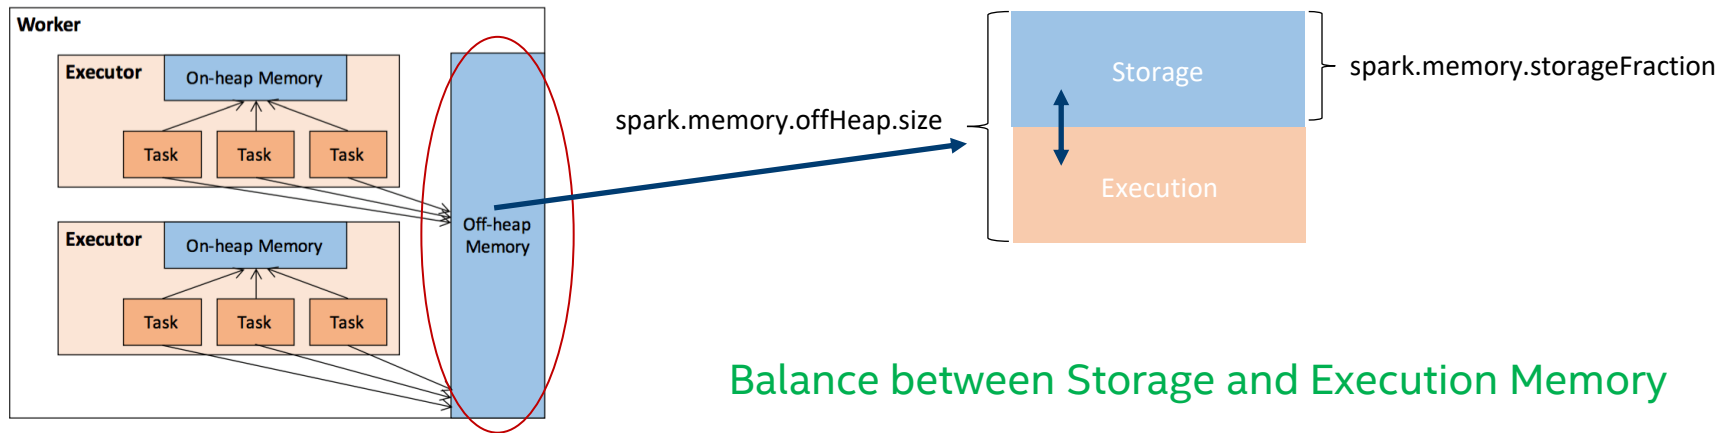 Worker
Executor
On-heap Memory
Task
Task
Task
Executor
On-heap Memory
Task
Task
Task
Off-heap
Memory
spark.memory.offHeap.size
Storage
Execution
spark.memory.storageFraction
Balance between Storage and Execution Memory